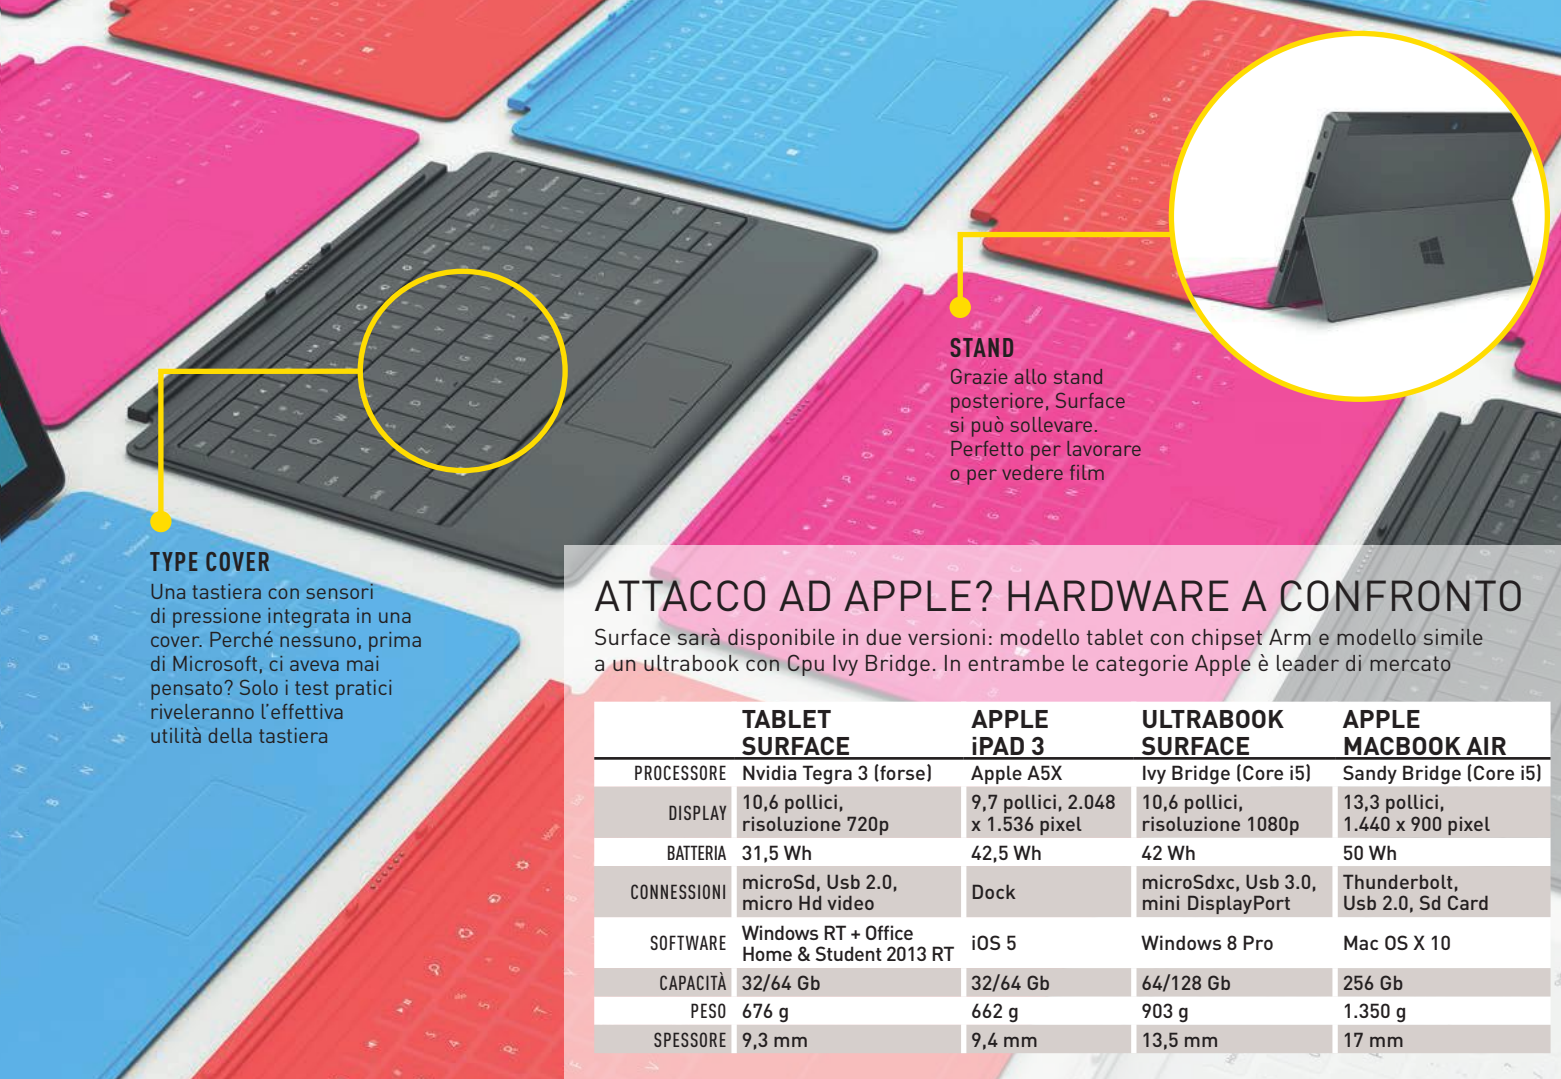 STAND
Grazie allo stand
posteriore, Surface
si può sollevare.
Perfetto per lavorare
o per vedere film
TYPE COVER
Una tastiera con sensori
di pressione integrata in una
cover. Perché nessuno, prima
di Microsoft, ci aveva mai
pensato? Solo i test pratici
riveleranno l’effettiva
utilità della tastiera
ATTACCO AD APPLE? HARDWARE A CONFRONTO
Surface sarà disponibile in due versioni: modello tablet con chipset Arm e modello simile
a un ultrabook con Cpu Ivy Bridge. In entrambe le categorie Apple è leader di mercato
TABLET SURFACE APPLE iPAD 3 ULTRABOOK SURFACE APPLE MACBOOK AIR
PROCESSORE Nvidia Tegra 3 (forse) Apple A5X Ivy Bridge (Core i5) Sandy Bridge (Core i5)
DISPLAY 10,6 pollici, risoluzione 720p 9,7 pollici, 2.048 x 1.536 pixel 10,6 pollici, risoluzione 1080p 13,3 pollici, 1.440 x 900 pixel
BATTERIA 31,5 Wh 42,5 Wh 42 Wh 50 Wh
CONNESSIONI microSd, Usb 2.0, micro Hd video Dock microSdxc, Usb 3.0, mini DisplayPort Thunderbolt, Usb 2.0, Sd Card
SOFTWARE Windows RT + Office Home & Student 2013 RT iOS 5 Windows 8 Pro Mac OS X 10
CAPACITÀ 32/64 Gb 32/64 Gb 64/128 Gb 256 Gb
PESO 676 g 662 g 903 g 1.350 g
SPESSORE 9,3 mm 9,4 mm 13,5 mm 17 mm